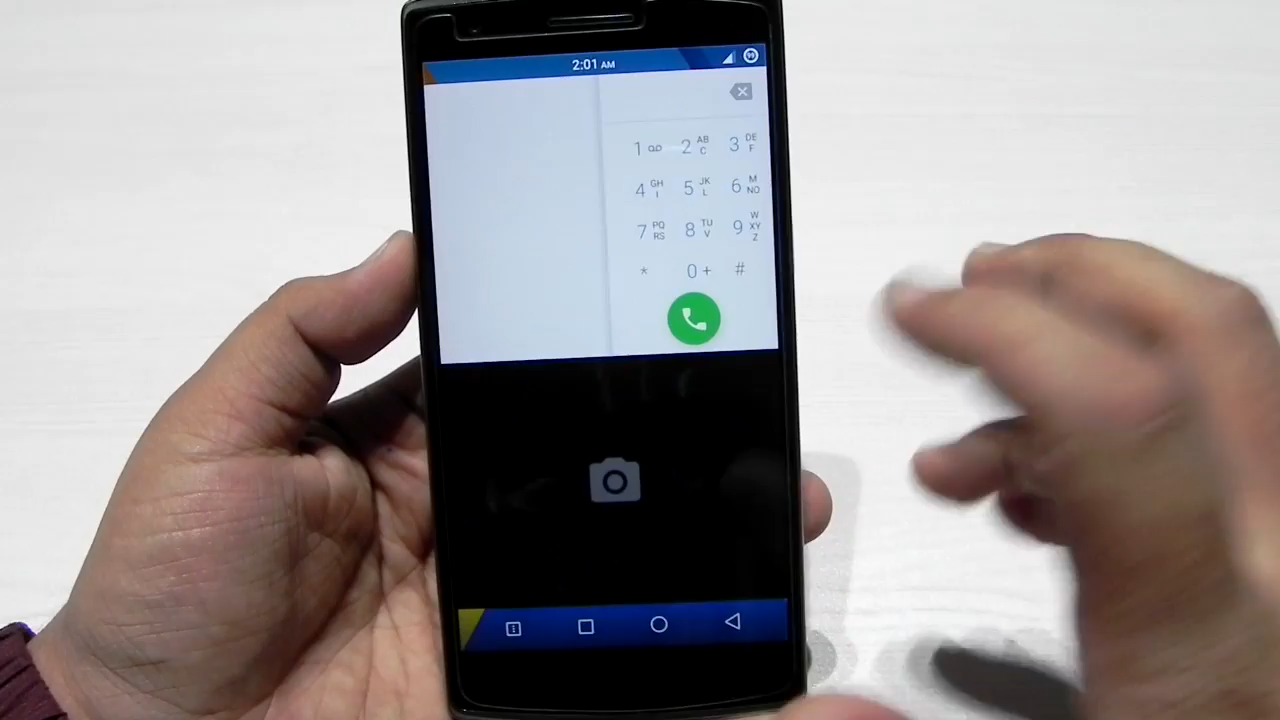 2:01 AM
99
1 2 ABC 3 DEF
4 GHI 5 JKL 6 MNO
7 PQRS 8 TUV 9 WXYZ
* 0 + #